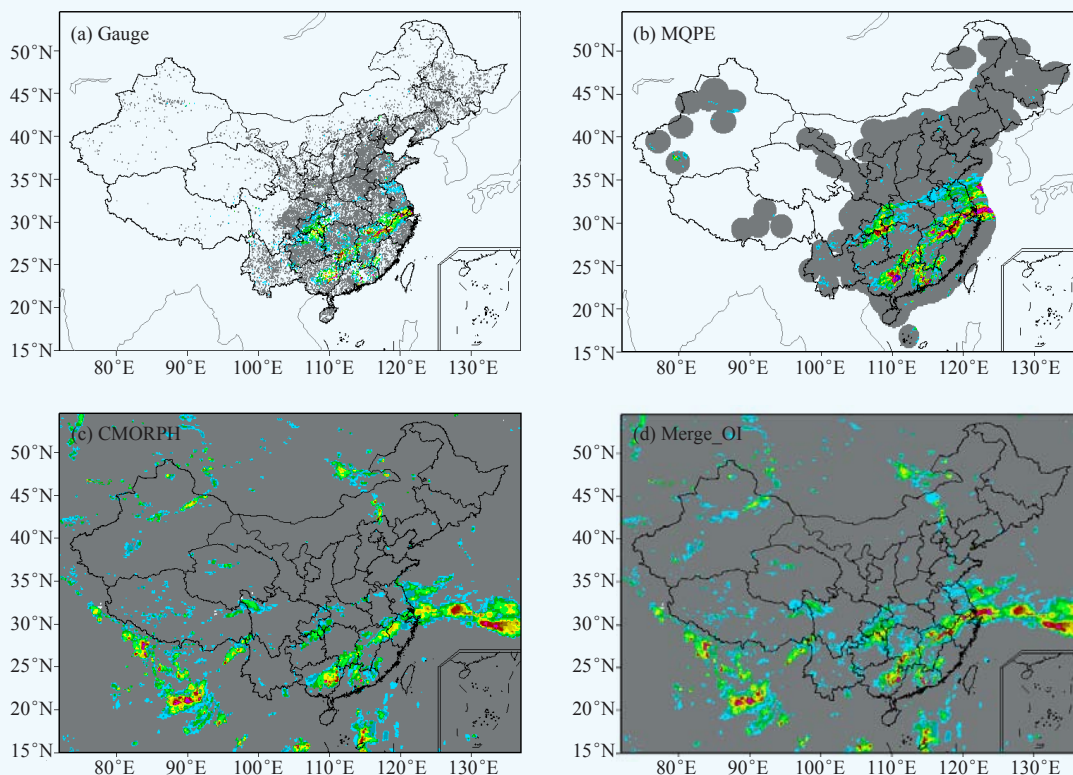 (a) Gauge
50°N
45°N
40°N
35°N
30°N
25°N
20°N
15°N
80°E
90°E
100°E
110°E
120°E
130°E
(b) MQPE
50°N
45°N
40°N
35°N
30°N
25°N
20°N
15°N
80°E
90°E
100°E
110°E
120°E
130°E
(c) CMORPH
50°N
45°N
40°N
35°N
30°N
25°N
20°N
15°N
80°E
90°E
100°E
110°E
120°E
130°E
(d) Merge_OI
50°N
45°N
40°N
35°N
30°N
25°N
20°N
15°N
80°E
90°E
100°E
110°E
120°E
130°E